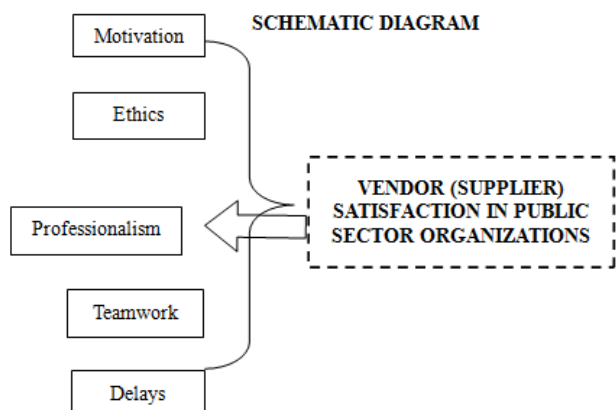 SCHEMATIC DIAGRAM
Motivation
Ethics
Professionalism
Teamwork
Delays
VENDOR (SUPPLIER)
SATISFACTION IN PUBLIC
SECTOR ORGANIZATIONS